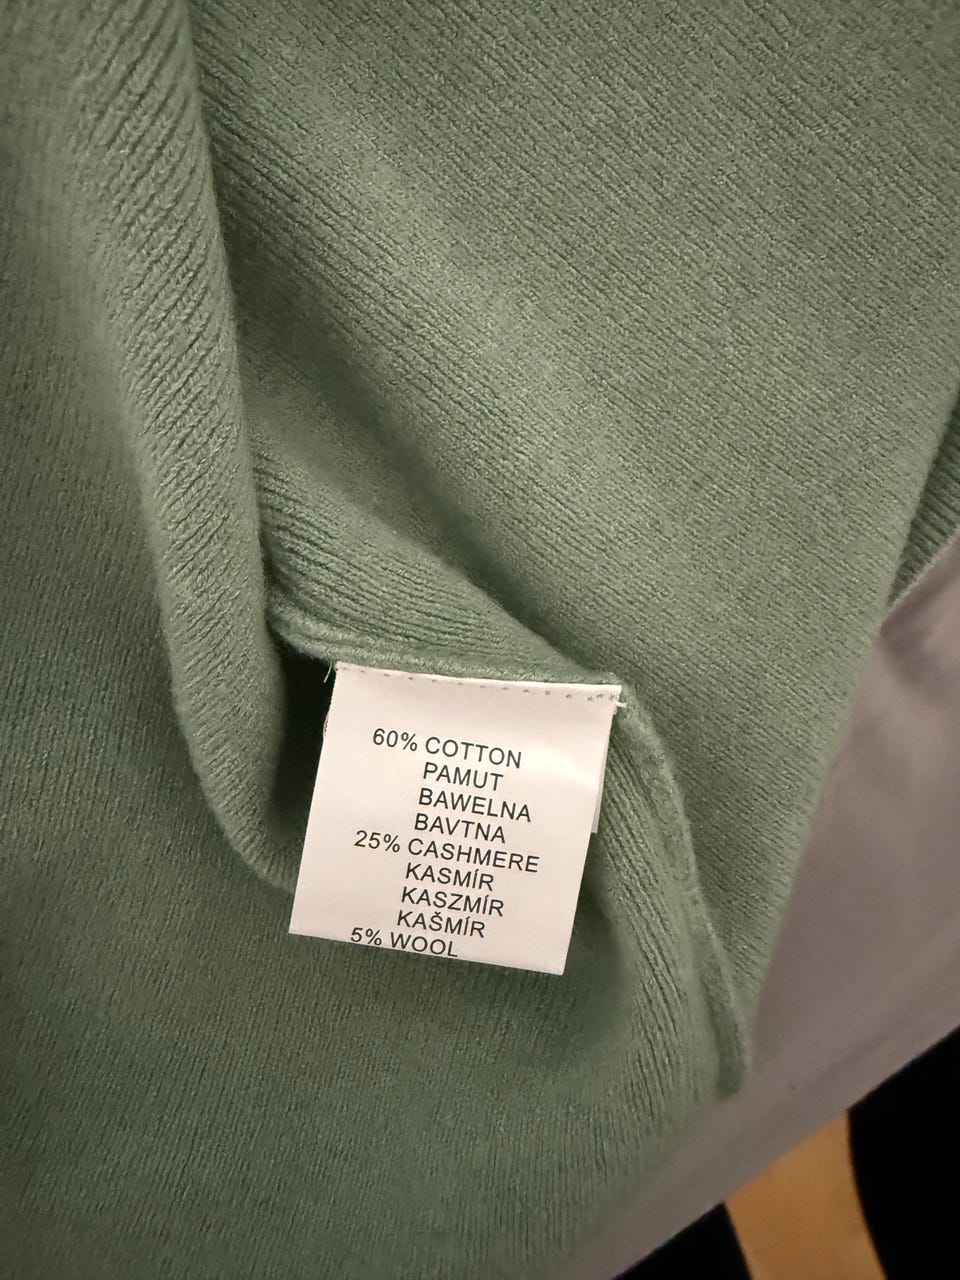 60% COTTON
PAMUT
BAWELNA
BAVTNA
25% CASHMERE
KASMÍR
KASZMÍR
KAŠMÍR
5% WOOL